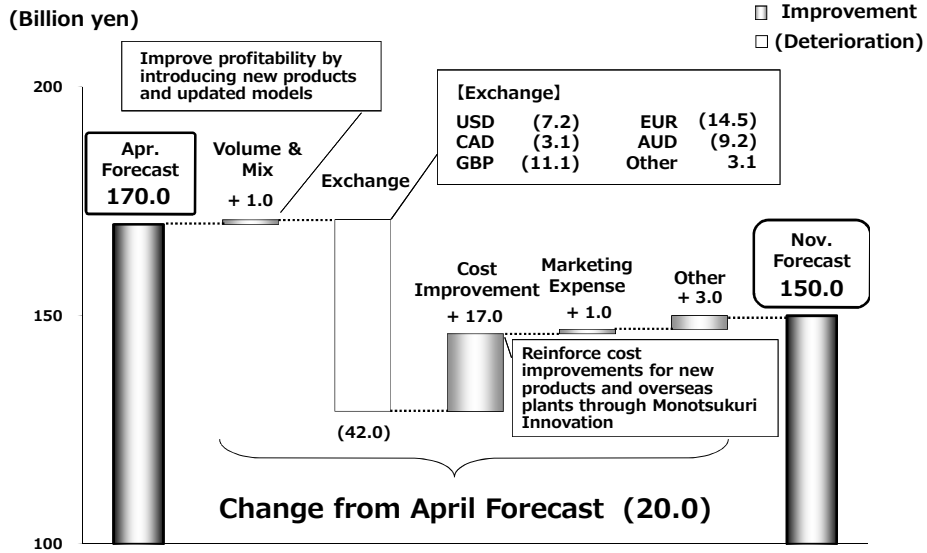 (Billion yen)
Improvement
(Deterioration)
200
150
100
Improve profitability by
introducing new products
and updated models
【Exchange】
USD (7.2) EUR (14.5)
CAD (3.1) AUD (9.2)
GBP (11.1) Other 3.1
Apr.
Forecast
170.0
Volume &
Mix
+ 1.0
Exchange
(42.0)
Cost
Improvement
+ 17.0
Marketing
Expense
+ 1.0
Other
+ 3.0
Nov.
Forecast
150.0
Reinforce cost
improvements for new
products and overseas
plants through Monotsukuri
Innovation
Change from April Forecast (20.0)